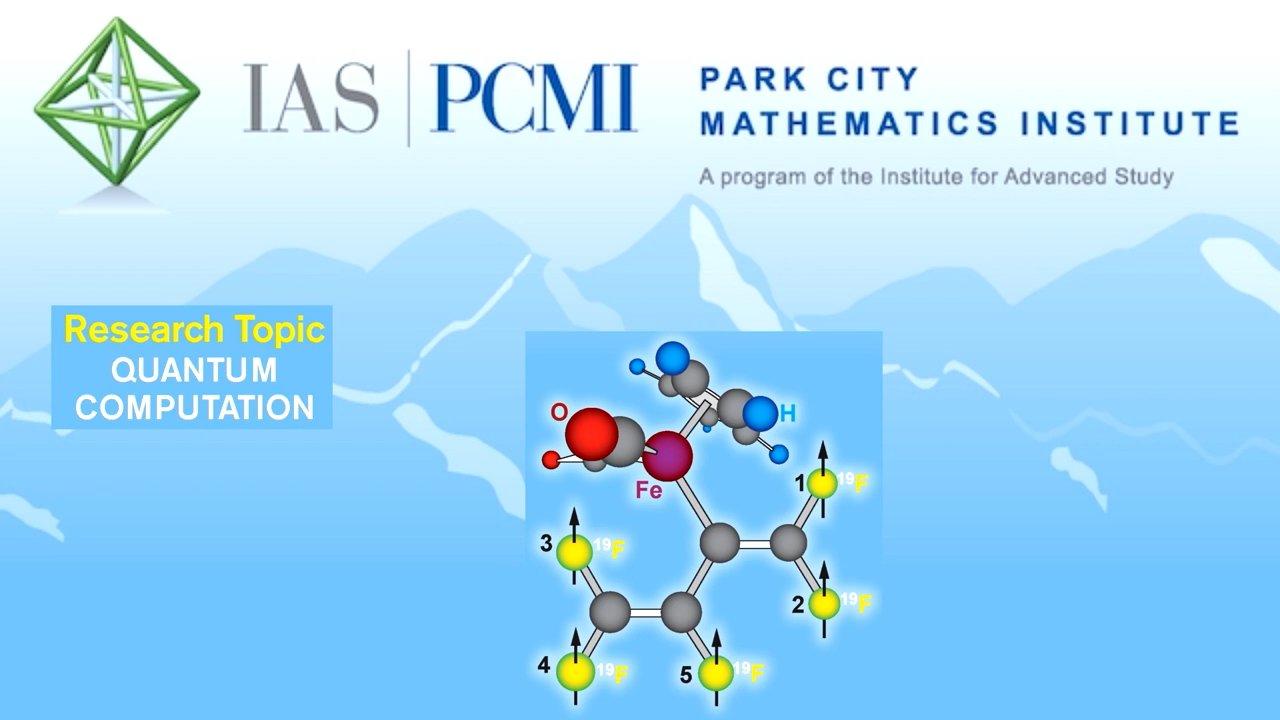 IAS | PCMI
PARK CITY
MATHEMATICS INSTITUTE
A program of the Institute for Advanced Study
Research Topic
QUANTUM
COMPUTATION
O
H
Fe
1 ¹⁹F
3 ¹⁹F
2 ¹⁹F
4 ¹⁹F
5 ¹⁹F